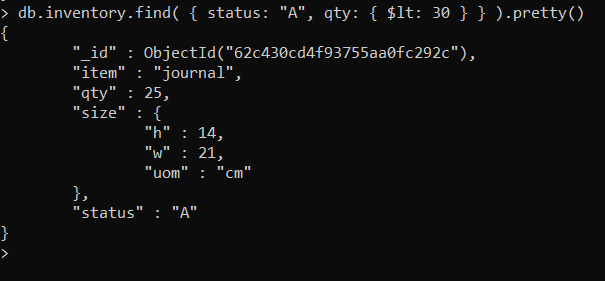 > db.inventory.find( { status: "A", qty: { $lt: 30 } } ).pretty()
{
        "_id" : ObjectId("62c430cd4f93755aa0fc292c"),
        "item" : "journal",
        "qty" : 25,
        "size" : {
                "h" : 14,
                "w" : 21,
                "uom" : "cm"
        },
        "status" : "A"
}
>